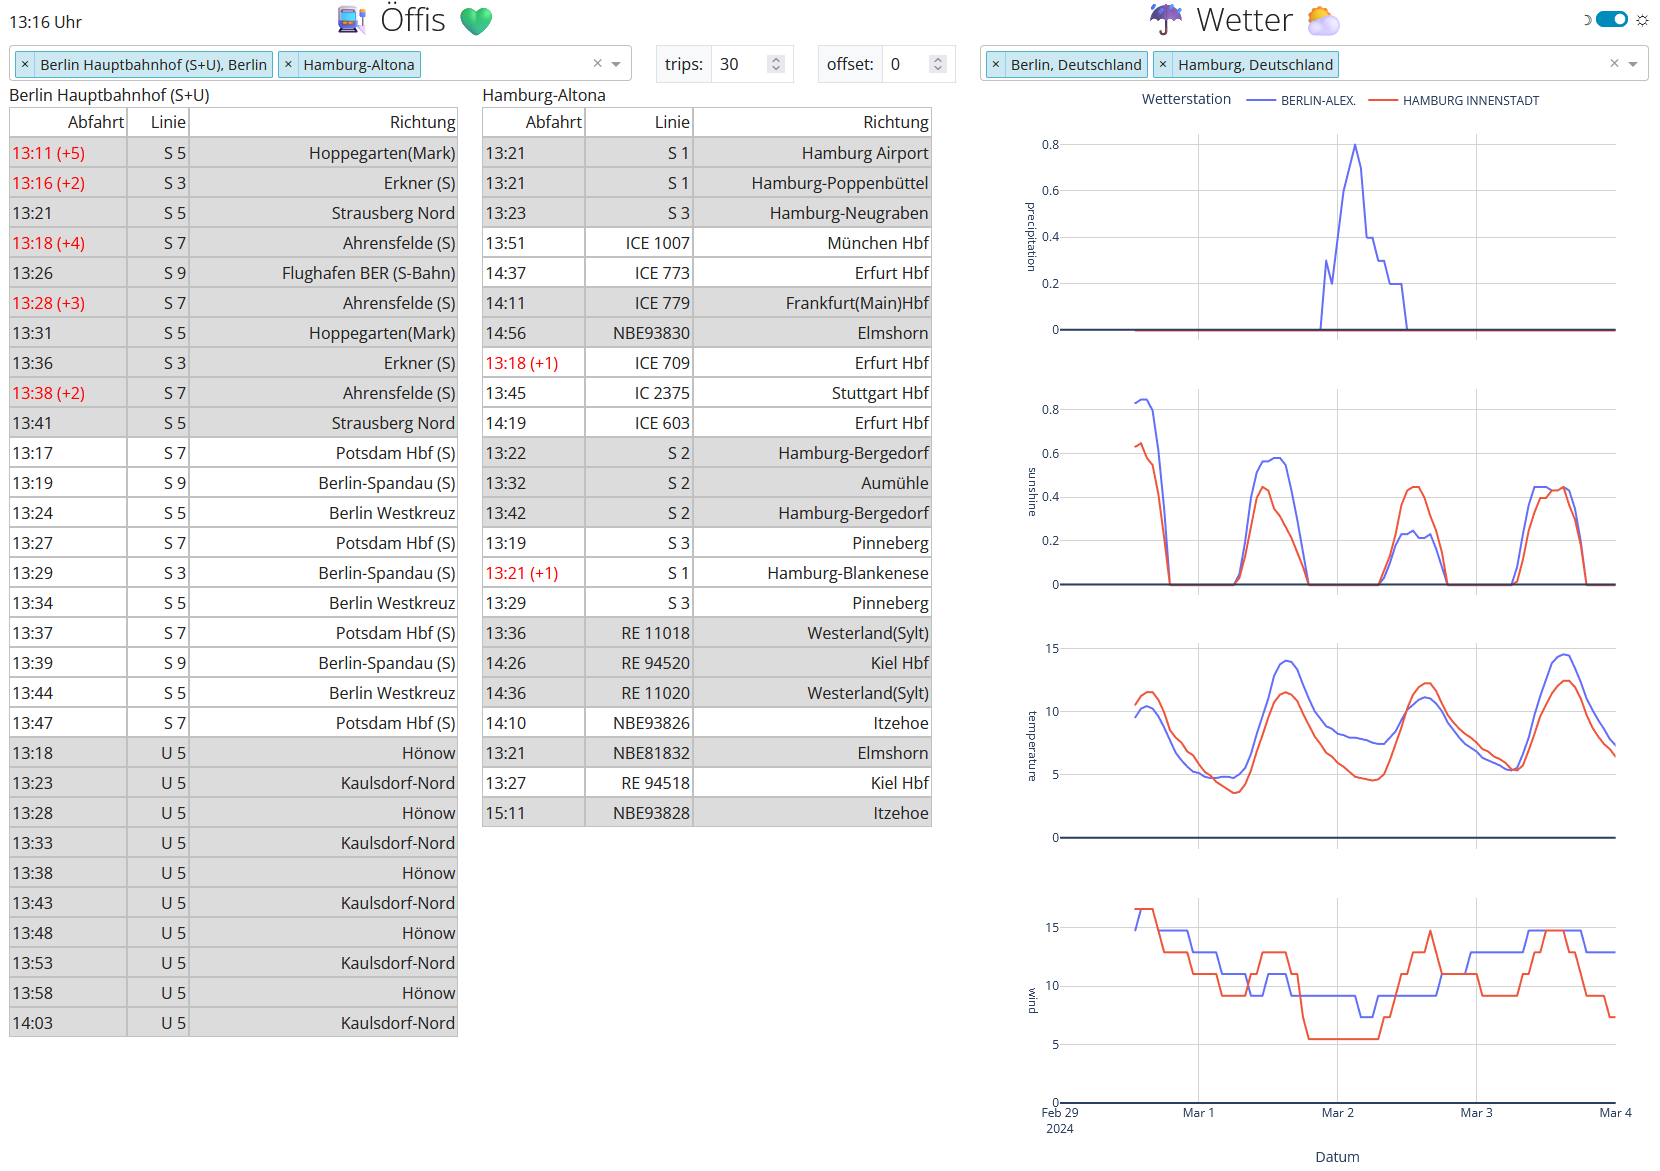 13:16 Uhr
Öffis
Wetter
× Berlin Hauptbahnhof (S+U), Berlin × Hamburg-Altona ×
trips: 30
offset: 0
× Berlin, Deutschland × Hamburg, Deutschland ×
Berlin Hauptbahnhof (S+U)
Abfahrt Linie Richtung
13:11 (+5) S 5 Hoppegarten(Mark)
13:16 (+2) S 3 Erkner (S)
13:21 S 5 Strausberg Nord
13:18 (+4) S 7 Ahrensfelde (S)
13:26 S 9 Flughafen BER (S-Bahn)
13:28 (+3) S 7 Ahrensfelde (S)
13:31 S 5 Hoppegarten(Mark)
13:36 S 3 Erkner (S)
13:38 (+2) S 7 Ahrensfelde (S)
13:41 S 5 Strausberg Nord
13:17 S 7 Potsdam Hbf (S)
13:19 S 9 Berlin-Spandau (S)
13:24 S 5 Berlin Westkreuz
13:27 S 7 Potsdam Hbf (S)
13:29 S 3 Berlin-Spandau (S)
13:34 S 5 Berlin Westkreuz
13:37 S 7 Potsdam Hbf (S)
13:39 S 9 Berlin-Spandau (S)
13:44 S 5 Berlin Westkreuz
13:47 S 7 Potsdam Hbf (S)
13:18 U 5 Hönow
13:23 U 5 Kaulsdorf-Nord
13:28 U 5 Hönow
13:33 U 5 Kaulsdorf-Nord
13:38 U 5 Hönow
13:43 U 5 Kaulsdorf-Nord
13:48 U 5 Hönow
13:53 U 5 Kaulsdorf-Nord
13:58 U 5 Hönow
14:03 U 5 Kaulsdorf-Nord
Hamburg-Altona
Abfahrt Linie Richtung
13:21 S 1 Hamburg Airport
13:21 S 1 Hamburg-Poppenbüttel
13:23 S 3 Hamburg-Neugraben
13:51 ICE 1007 München Hbf
14:37 ICE 773 Erfurt Hbf
14:11 ICE 779 Frankfurt(Main)Hbf
14:56 NBE93830 Elmshorn
13:18 (+1) ICE 709 Erfurt Hbf
13:45 IC 2375 Stuttgart Hbf
14:19 ICE 603 Erfurt Hbf
13:22 S 2 Hamburg-Bergedorf
13:32 S 2 Aumühle
13:42 S 2 Hamburg-Bergedorf
13:19 S 3 Pinneberg
13:21 (+1) S 1 Hamburg-Blankenese
13:29 S 3 Pinneberg
13:36 RE 11018 Westerland(Sylt)
14:26 RE 94520 Kiel Hbf
14:36 RE 11020 Westerland(Sylt)
14:10 NBE93826 Itzehoe
13:21 NBE81832 Elmshorn
13:27 RE 94518 Kiel Hbf
15:11 NBE93828 Itzehoe
Wetterstation BERLIN-ALEX. HAMBURG INNENSTADT
precipitation
0.8
0.6
0.4
0.2
0
sunshine
0.8
0.6
0.4
0.2
0
temperature
15
10
5
0
wind
15
10
5
0
Feb 29 Mar 1 Mar 2 Mar 3 Mar 4
2024
Datum